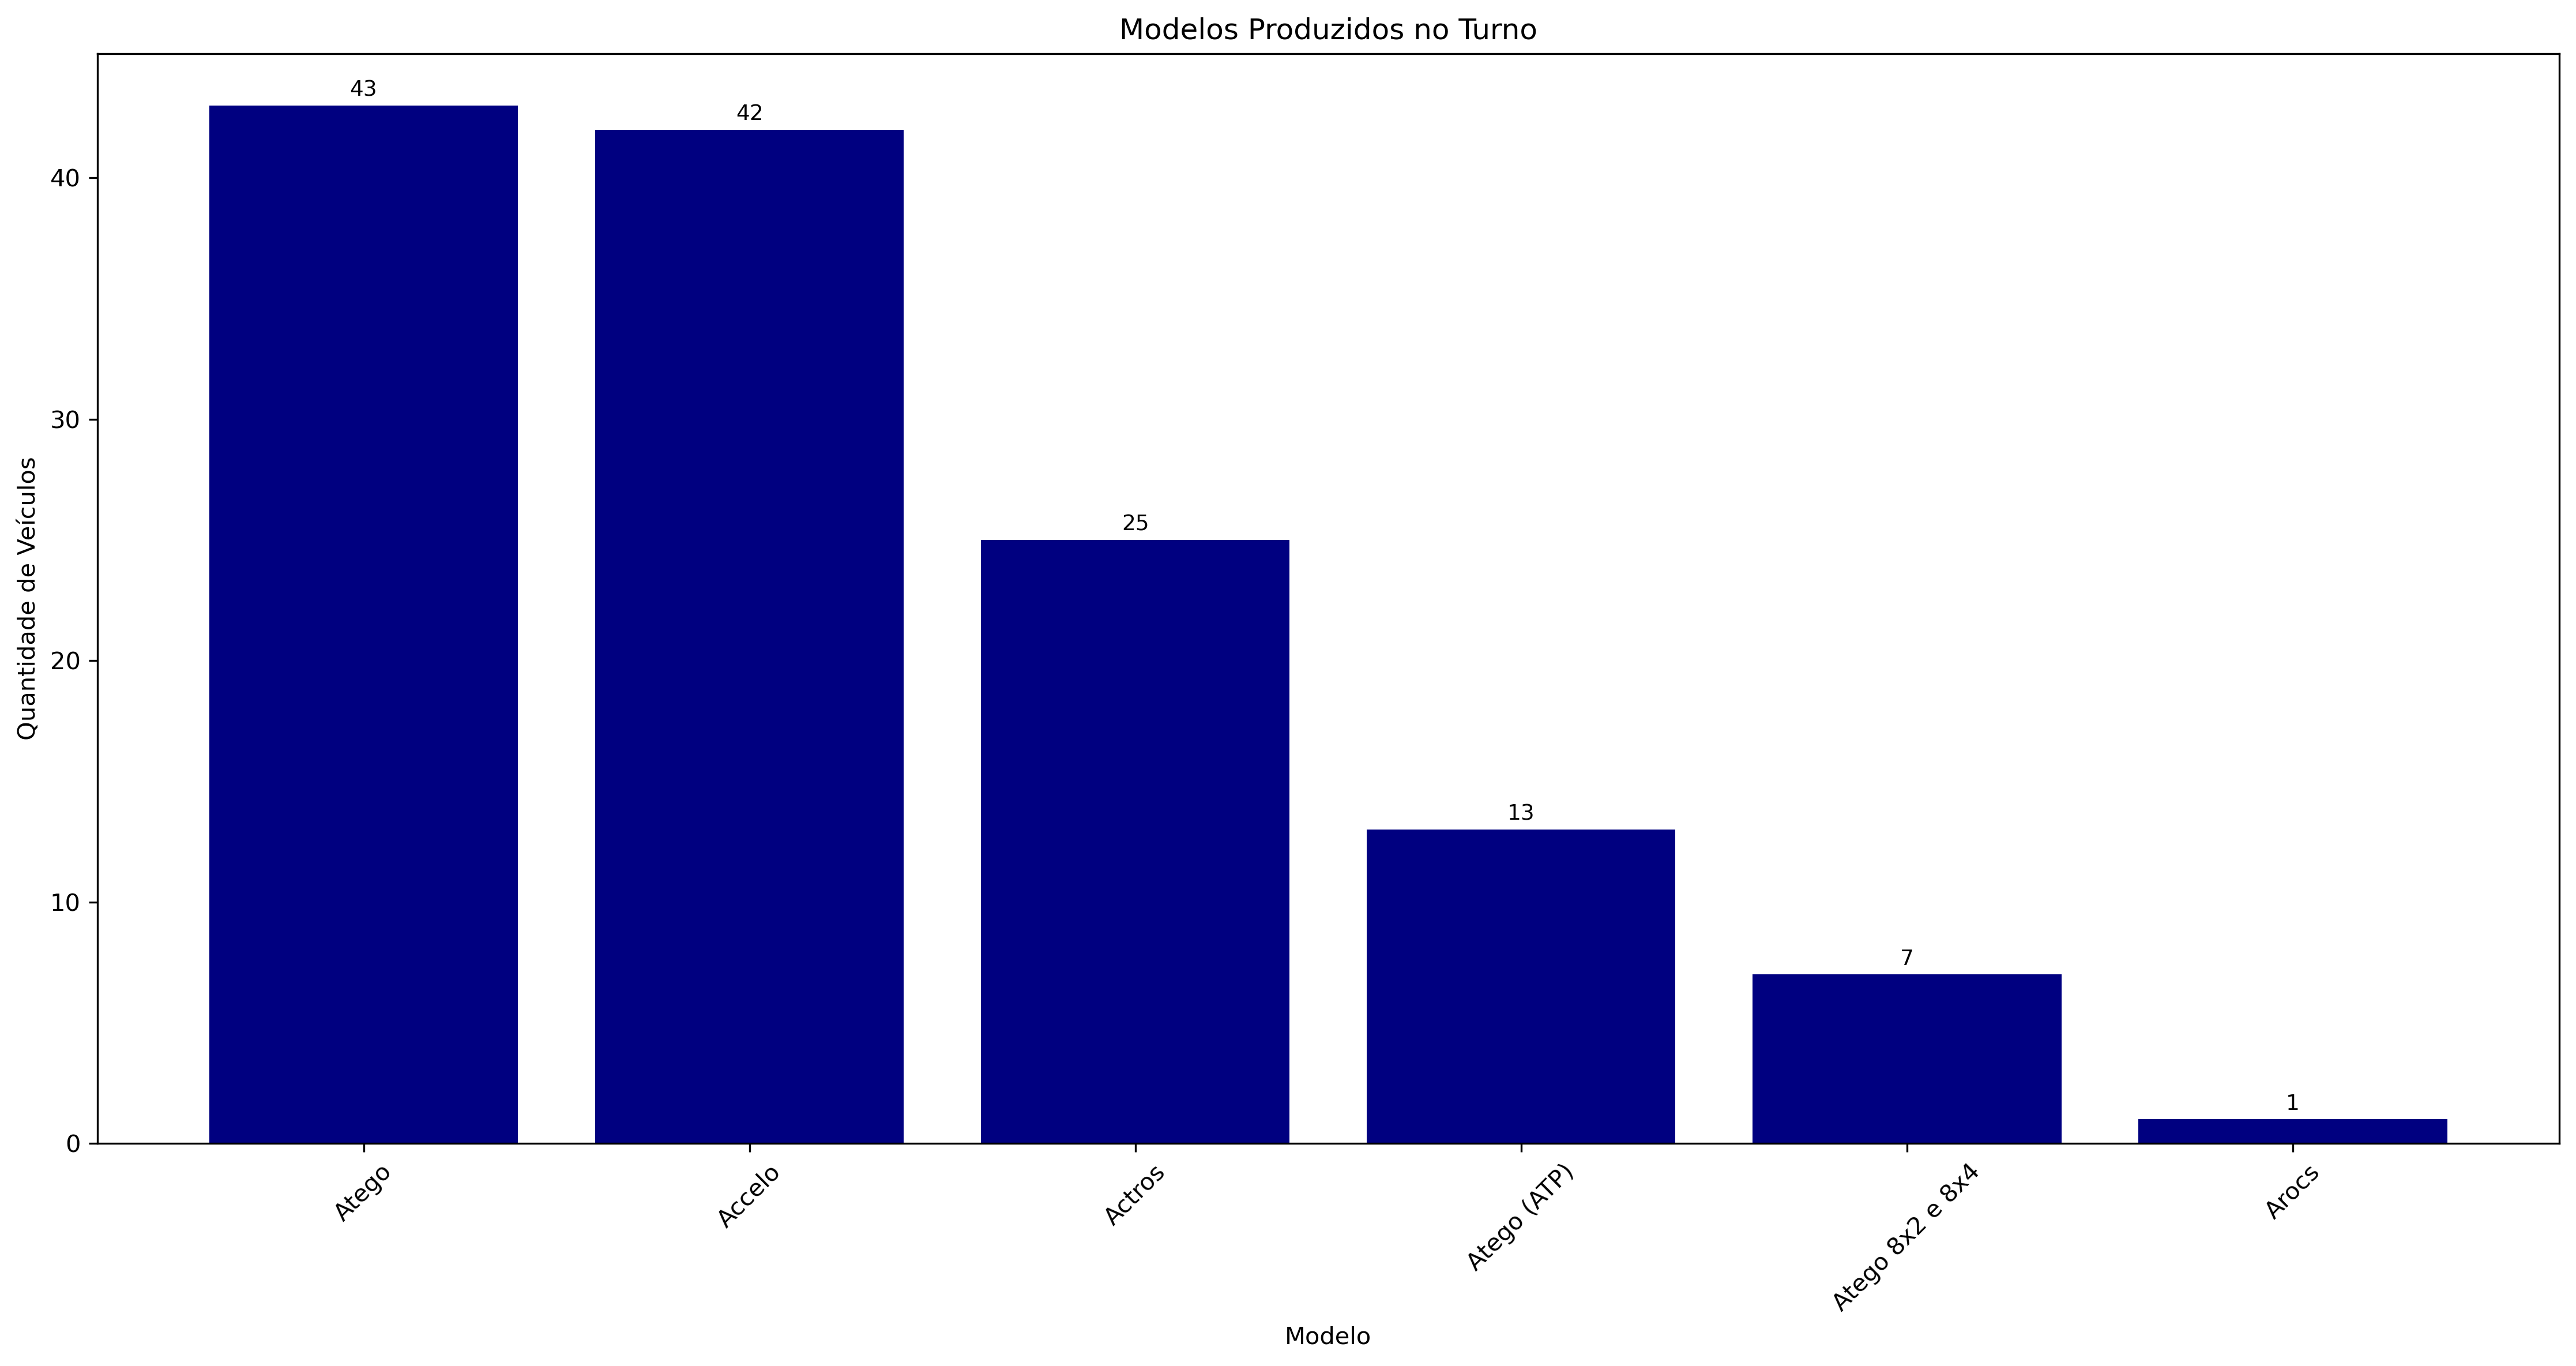 Modelos Produzidos no Turno
Quantidade de Veículos
40
30
20
10
0
43
42
25
13
7
1
Atego
Accelo
Actros
Atego (ATP)
Atego 8x2 e 8x4
Arocs
Modelo